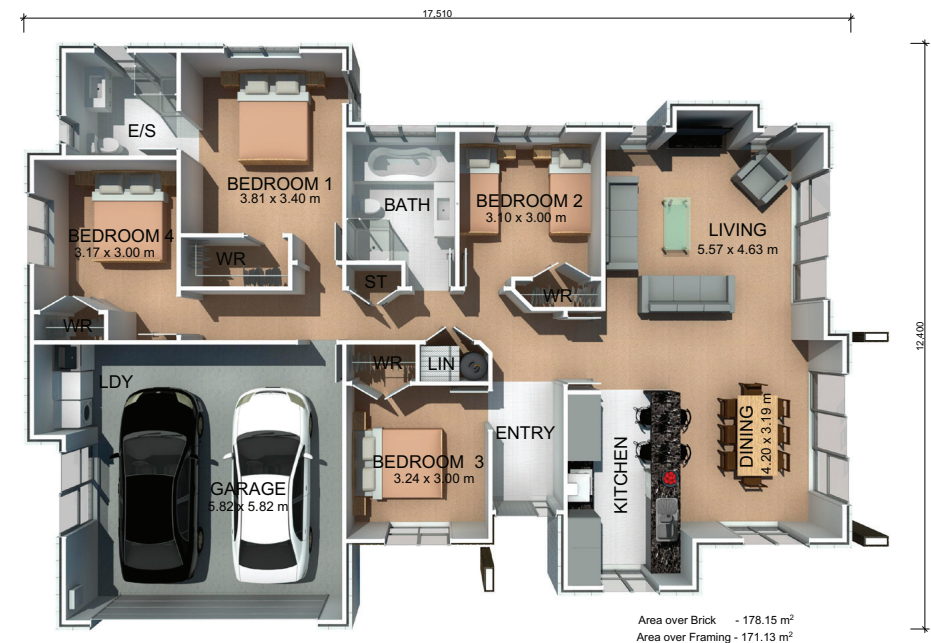 17,510
E/S
BEDROOM 1
3.81 x 3.40 m
BATH
BEDROOM 2
3.10 x 3.00 m
LIVING
5.57 x 4.63 m
BEDROOM 4
3.17 x 3.00 m
WR
ST
WR
WR
12,400
LDY
WR
LIN
ENTRY
KITCHEN
DINING
4.20 x 3.19 m
BEDROOM 3
3.24 x 3.00 m
GARAGE
5.82 x 5.82 m
Area over Brick - 178.15 m²
Area over Framing - 171.13 m²